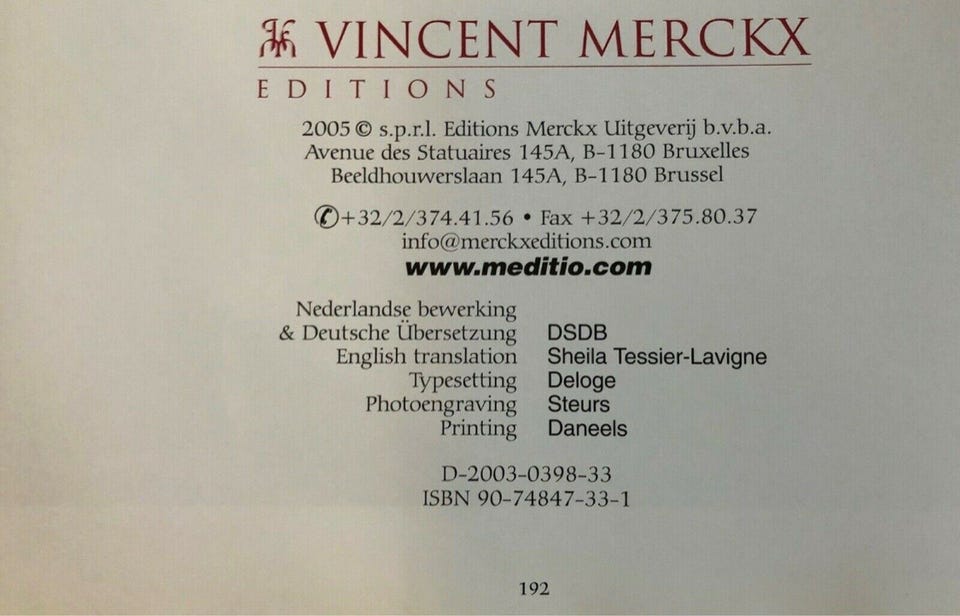 VINCENT MERCKX
EDITIONS
2005 © s.p.r.l. Editions Merckx Uitgeverij b.v.b.a.
Avenue des Statuaires 145A, B-1180 Bruxelles
Beeldhouwerslaan 145A, B-1180 Brussel
✆+32/2/374.41.56 • Fax +32/2/375.80.37
info@merckxeditions.com
www.meditio.com
Nederlandse bewerking
& Deutsche Übersetzung DSDB
English translation Sheila Tessier-Lavigne
Typesetting Deloge
Photoengraving Steurs
Printing Daneels
D-2003-0398-33
ISBN 90-74847-33-1
192